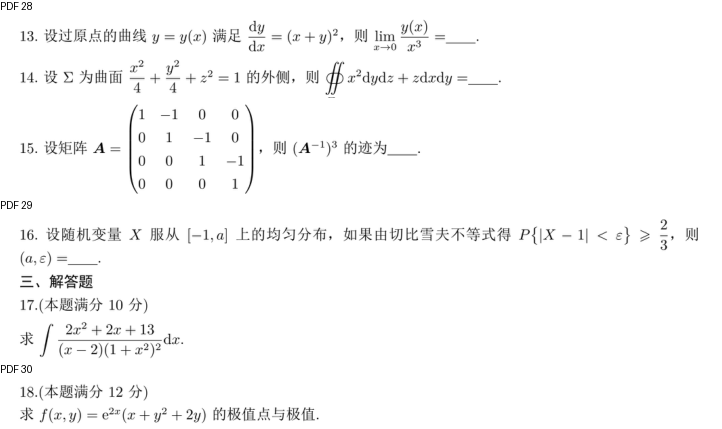 PDF 28
13. 设过原点的曲线 y = y(x) 满足 dy/dx = (x + y)², 则 lim_{x→0} y(x)/x³ =____.
14. 设 Σ 为曲面 x²/4 + y²/4 + z² = 1 的外侧, 则 ∯ x²dydz + zdxdy =____.
15. 设矩阵 A = (1 −1 0 0; 0 1 −1 0; 0 0 1 −1; 0 0 0 1), 则 (A⁻¹)³ 的迹为____.
PDF 29
16. 设随机变量 X 服从 [−1, a] 上的均匀分布, 如果由切比雪夫不等式得 P{|X − 1| < ε} ⩾ 2/3, 则
(a, ε) =____.
三、解答题
17.(本题满分 10 分)
求 ∫ (2x² + 2x + 13)/((x − 2)(1 + x²)²) dx.
PDF 30
18.(本题满分 12 分)
求 f(x, y) = e²ˣ(x + y² + 2y) 的极值点与极值.